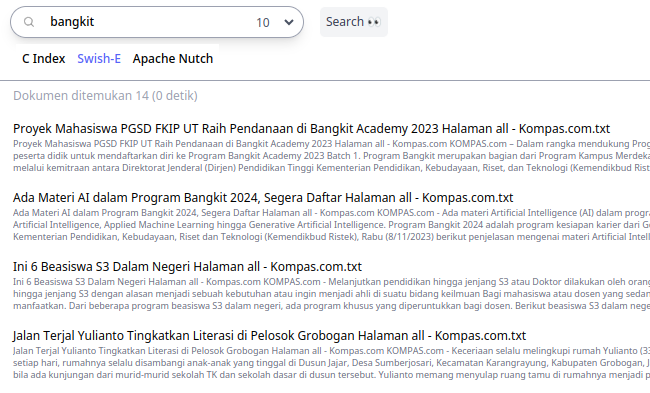 bangkit 10 Search 👀
C Index Swish-E Apache Nutch
Dokumen ditemukan 14 (0 detik)
Proyek Mahasiswa PGSD FKIP UT Raih Pendanaan di Bangkit Academy 2023 Halaman all - Kompas.com.txt
Proyek Mahasiswa PGSD FKIP UT Raih Pendanaan di Bangkit Academy 2023 Halaman all - Kompas.com KOMPAS.com – Dalam rangka mendukung Prog
peserta didik untuk mendaftarkan diri ke Program Bangkit Academy 2023 Batch 1. Program Bangkit merupakan bagian dari Program Kampus Merdeka
melalui kemitraan antara Direktorat Jenderal (Dirjen) Pendidikan Tinggi Kementerian Pendidikan, Kebudayaan, Riset, dan Teknologi (Kemendikbud Rist
Ada Materi AI dalam Program Bangkit 2024, Segera Daftar Halaman all - Kompas.com.txt
Ada Materi AI dalam Program Bangkit 2024, Segera Daftar Halaman all - Kompas.com KOMPAS.com - Ada materi Artificial Intelligence (AI) dalam progr
Artificial Intelligence, Applied Machine Learning hingga Generative Artificial Intelligence. Program Bangkit 2024 adalah program kesiapan karier dari G
Kementerian Pendidikan, Kebudayaan, Riset dan Teknologi (Kemendikbud Ristek), Rabu (8/11/2023) berikut penjelasan mengenai materi Artificial Intell
Ini 6 Beasiswa S3 Dalam Negeri Halaman all - Kompas.com.txt
Ini 6 Beasiswa S3 Dalam Negeri Halaman all - Kompas.com KOMPAS.com - Melanjutkan pendidikan hingga jenjang S3 atau Doktor dilakukan oleh orang
hingga jenjang S3 dengan alasan menjadi sebuah kebutuhan atau ingin menjadi ahli di suatu bidang keilmuan Bagi mahasiswa atau dosen yang sedan
manfaatkan. Dari beberapa program beasiswa S3 dalam negeri, ada program khusus yang diperuntukkan bagi dosen. Berikut beasiswa S3 dalam nege
Jalan Terjal Yulianto Tingkatkan Literasi di Pelosok Grobogan Halaman all - Kompas.com.txt
Jalan Terjal Yulianto Tingkatkan Literasi di Pelosok Grobogan Halaman all - Kompas.com KOMPAS.com - Keceriaan selalu melingkupi rumah Yulianto (33
setiap hari, rumahnya selalu disambangi anak-anak yang tinggal di Dusun Jajar, Desa Sumberjosari, Kecamatan Karangrayung, Kabupaten Grobogan, J
bila ada kunjungan dari murid-murid sekolah TK dan sekolah dasar di dusun tersebut. Yulianto memang menyulap ruang tamu di rumahnya menjadi p